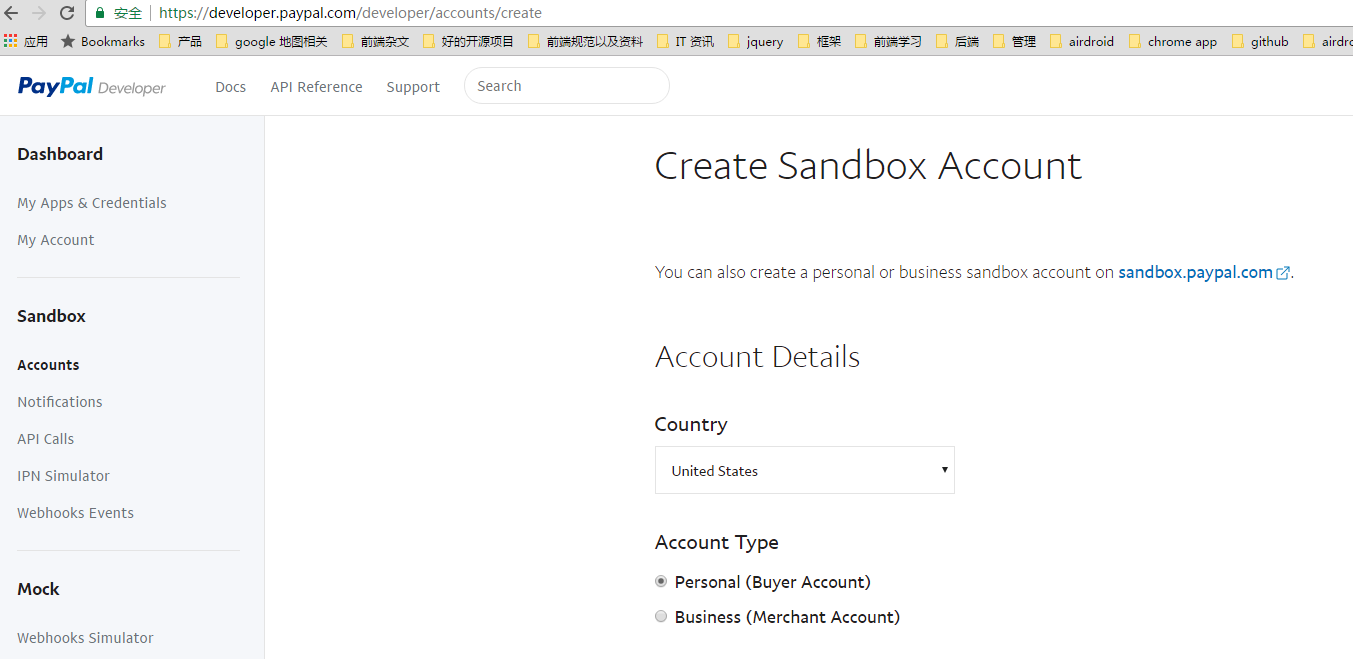 安全 https://developer.paypal.com/developer/accounts/create
应用 Bookmarks 产品 google 地图相关 前端杂文 好的开源项目 前端规范以及资料 IT 资讯 jquery 框架 前端学习 后端 管理 airdroid chrome app github airdro
PayPal Developer Docs API Reference Support Search
Dashboard
My Apps & Credentials
My Account
Sandbox
Accounts
Notifications
API Calls
IPN Simulator
Webhooks Events
Mock
Webhooks Simulator
Create Sandbox Account
You can also create a personal or business sandbox account on sandbox.paypal.com.
Account Details
Country
United States
Account Type
Personal (Buyer Account)
Business (Merchant Account)